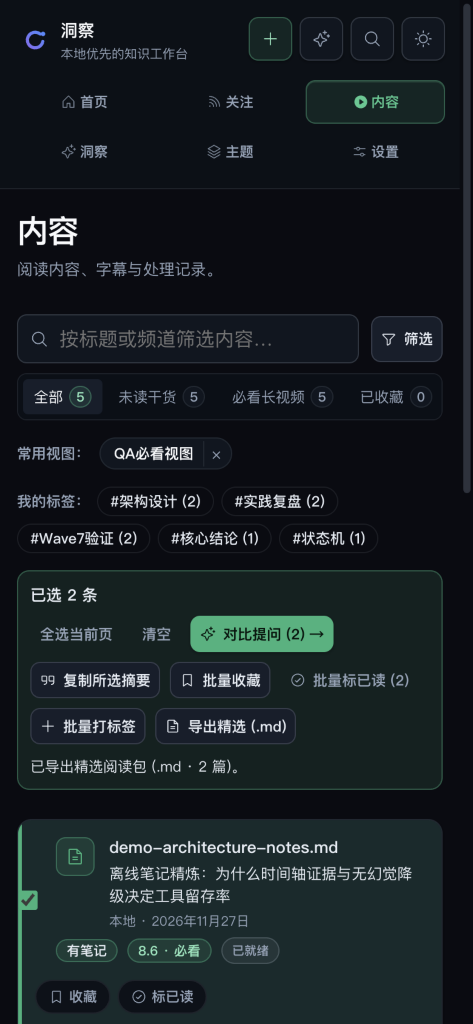 洞察
本地优先的知识工作台
首页 关注 内容
洞察 主题 设置
内容
阅读内容、字幕与处理记录。
按标题或频道筛选内容… 筛选
全部 5 未读干货 5 必看长视频 5 已收藏 0
常用视图： QA必看视图 ×
我的标签： #架构设计 (2) #实践复盘 (2)
#Wave7验证 (2) #核心结论 (1) #状态机 (1)
已选 2 条
全选当前页 清空 对比提问 (2) →
复制所选摘要 批量收藏 批量标已读 (2)
批量打标签 导出精选 (.md)
已导出精选阅读包 (.md · 2 篇)。
demo-architecture-notes.md
离线笔记精炼：为什么时间轴证据与无幻觉降
级决定工具留存率
本地 · 2026年11月27日
有笔记 8.6 · 必看 已就绪
收藏 标已读